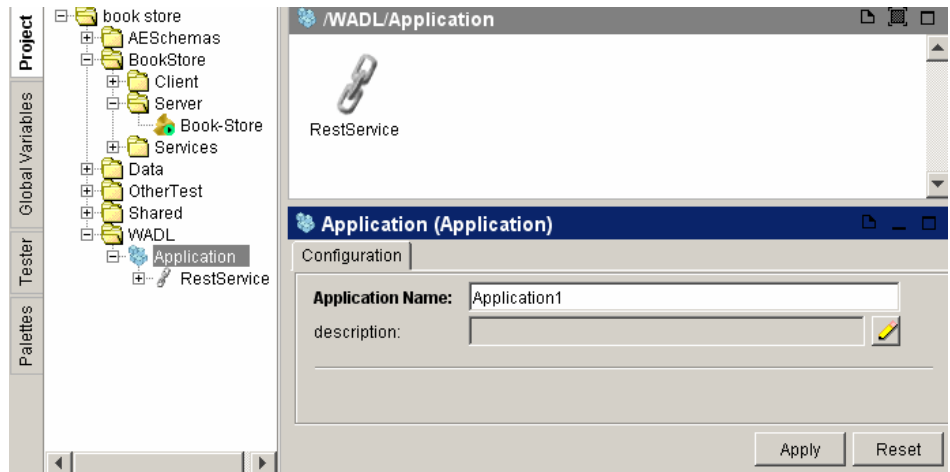 Project
Global Variables
Tester
Palettes
book store
AESchemas
BookStore
Client
Server
Book-Store
Services
Data
OtherTest
Shared
WADL
Application
RestService
/WADL/Application
RestService
Application (Application)
Configuration
Application Name: Application1
description:
Apply Reset